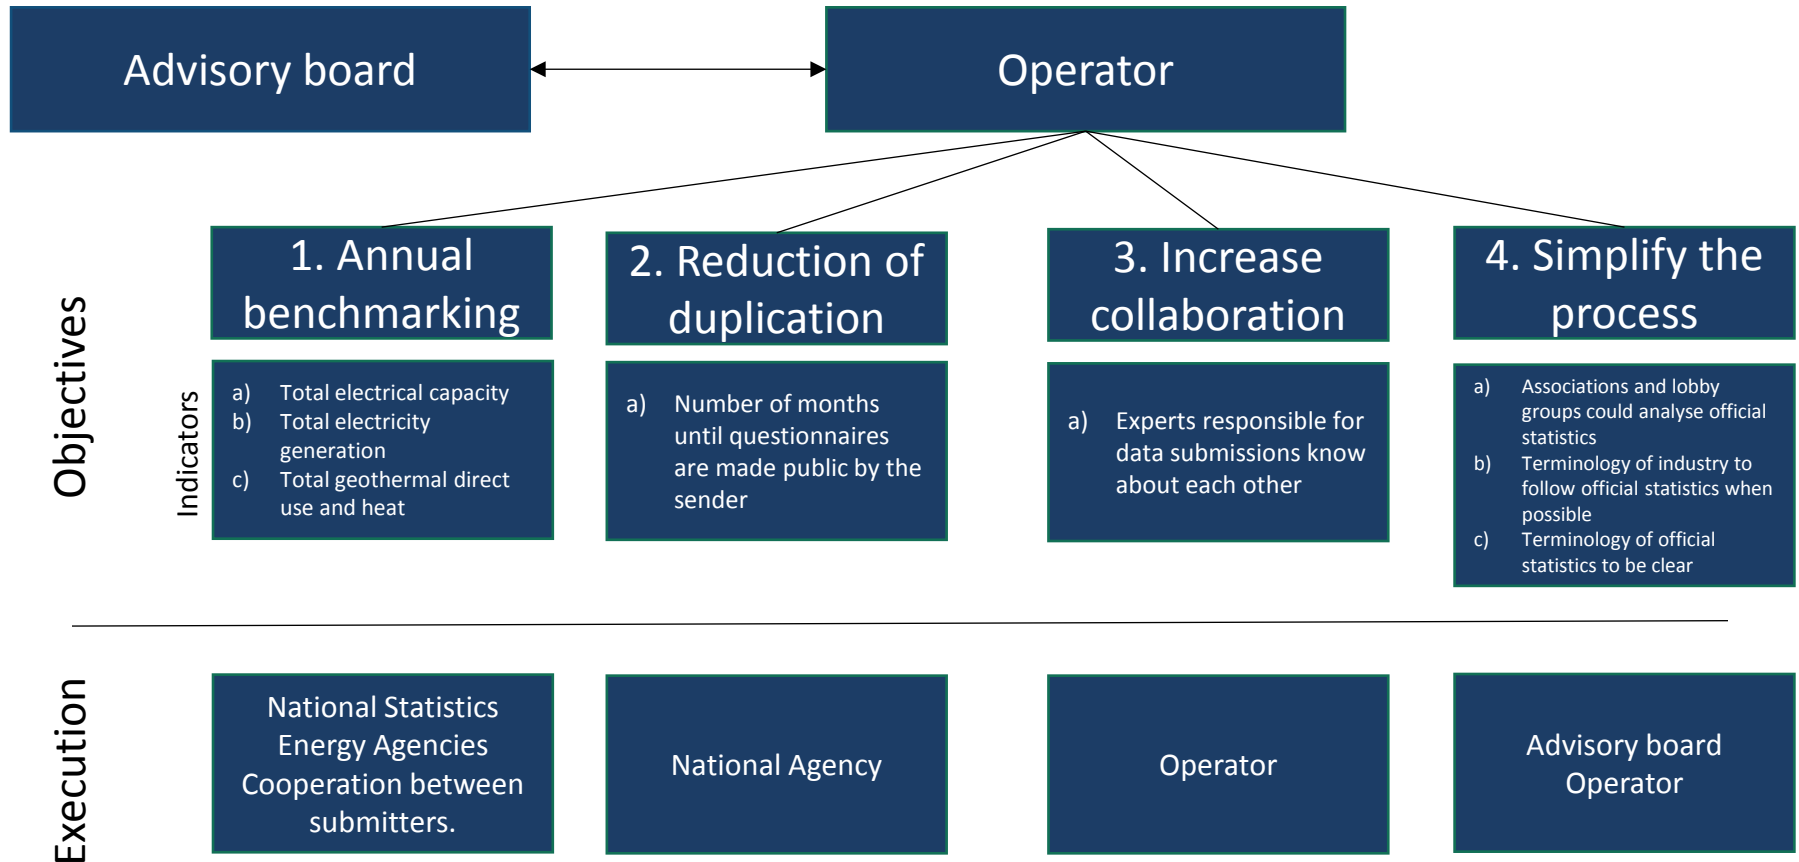 Advisory board
Operator
1. Annual
benchmarking
2. Reduction of
duplication
3. Increase
collaboration
4. Simplify the
process
Objectives
Indicators
a) Total electrical capacity
b) Total electricity
generation
c) Total geothermal direct
use and heat
a) Number of months
until questionnaires
are made public by the
sender
a) Experts responsible for
data submissions know
about each other
a) Associations and lobby
groups could analyse official
statistics
b) Terminology of industry to
follow official statistics when
possible
c) Terminology of official
statistics to be clear
Execution
National Statistics
Energy Agencies
Cooperation between
submitters.
National Agency
Operator
Advisory board
Operator